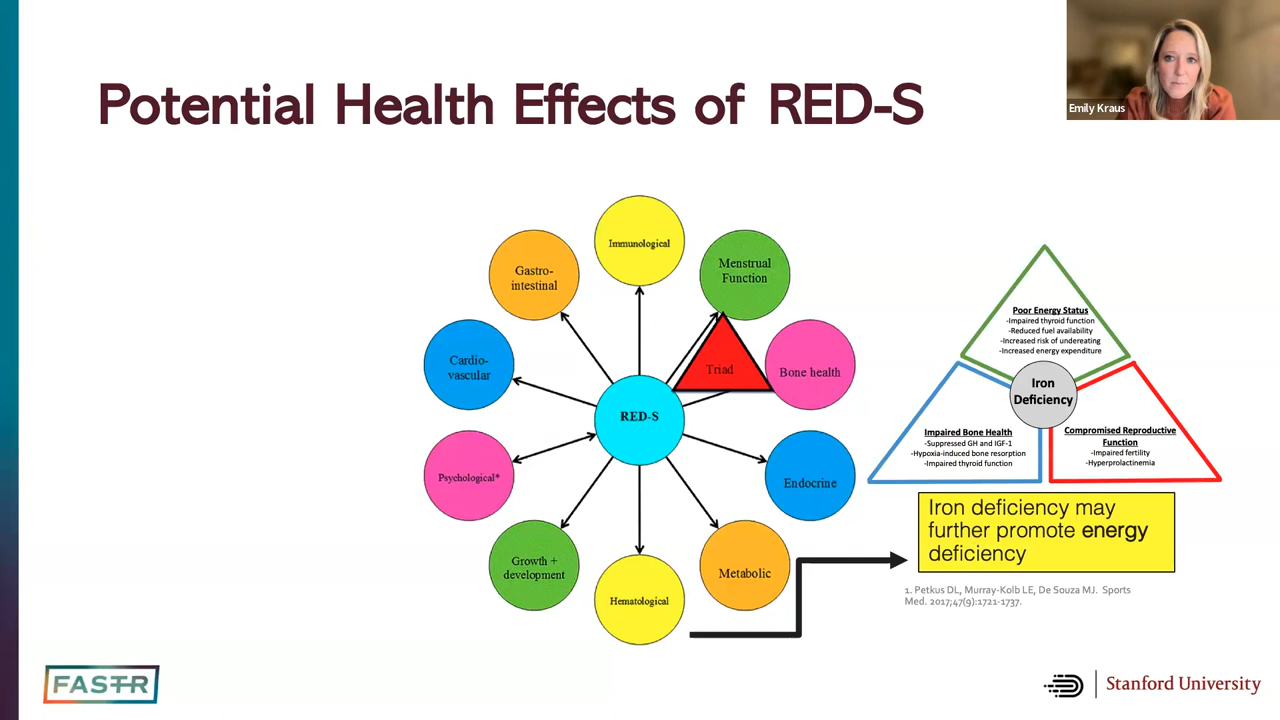 Potential Health Effects of RED-S
Emily Kraus
Immunological
Gastro-
intestinal
Menstrual
Function
Cardio-
vascular
Triad
Bone health
RED-S
Psychological*
Endocrine
Growth +
development
Metabolic
Hematological
Poor Energy Status
-Impaired thyroid function
-Reduced fuel availability
-Increased risk of undereating
-Increased energy expenditure
Iron
Deficiency
Impaired Bone Health
-Suppressed GH and IGF-1
-Hypoxia-induced bone resorption
-Impaired thyroid function
Compromised Reproductive
Function
-Impaired fertility
-Hyperprolactinemia
Iron deficiency may
further promote energy
deficiency
1. Petkus DL, Murray-Kolb LE, De Souza MJ. Sports
Med. 2017;47(9):1721-1737.
FASTR
Stanford University